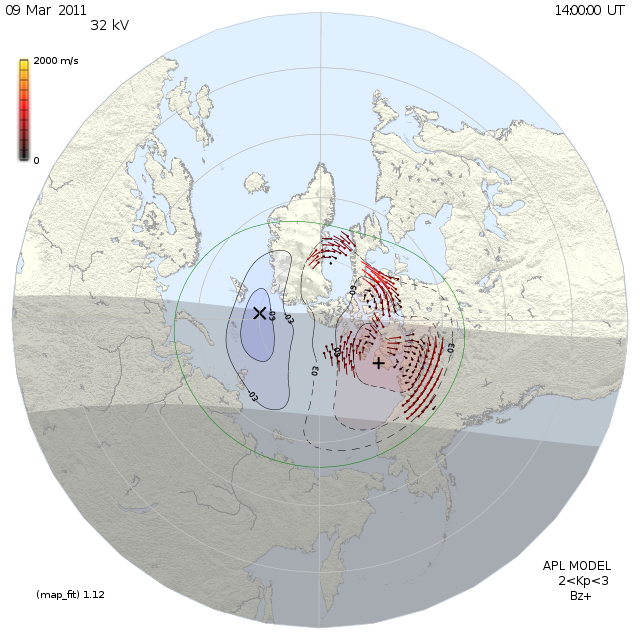 09 Mar 2011
14:00:00 UT
32 kV
2000 m/s
0
-09
-03
-03
03
03
-03
03
APL MODEL
2<Kp<3
Bz+
(map_fit) 1.12